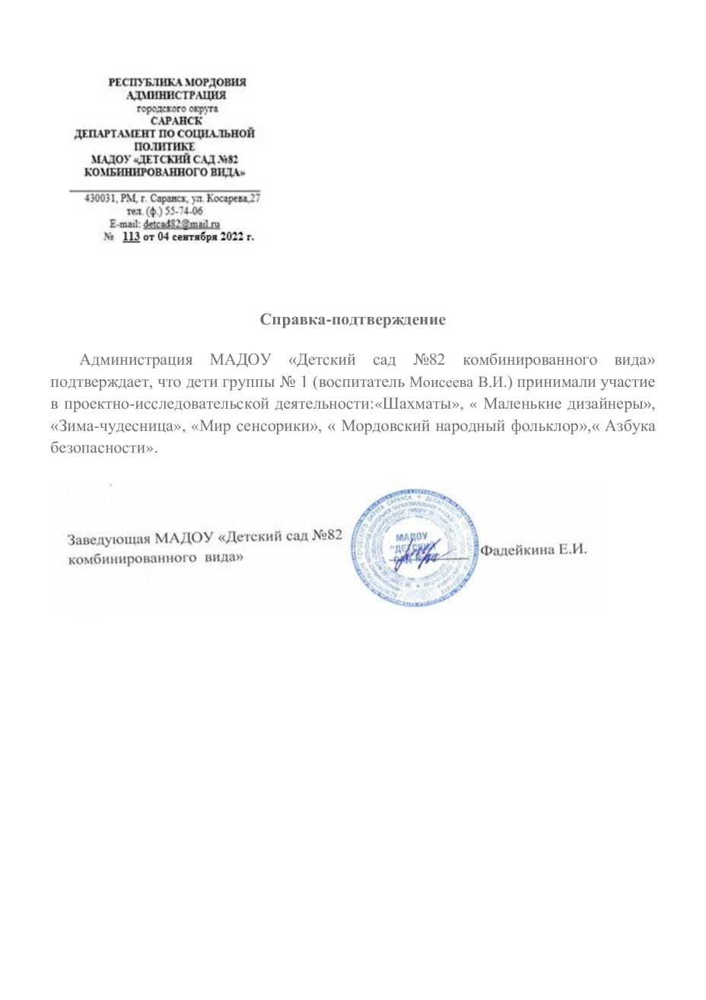 РЕСПУБЛИКА МОРДОВИЯ
АДМИНИСТРАЦИЯ
городского округа
САРАНСК
ДЕПАРТАМЕНТ ПО СОЦИАЛЬНОЙ
ПОЛИТИКЕ
МАДОУ «ДЕТСКИЙ САД №82
КОМБИНИРОВАННОГО ВИДА»
430031, РМ, г. Саранск, ул. Косарева,27
тел. (ф.) 55-74-06
E-mail: detcad82@mail.ru
№ 113 от 04 сентября 2022 г.
Справка-подтверждение
Администрация МАДОУ «Детский сад №82 комбинированного вида»
подтверждает, что дети группы № 1 (воспитатель Моисеева В.И.) принимали участие
в проектно-исследовательской деятельности:«Шахматы», « Маленькие дизайнеры»,
«Зима-чудесница», «Мир сенсорики», « Мордовский народный фольклор»,« Азбука
безопасности».
Заведующая МАДОУ «Детский сад №82
комбинированного вида»
МАДОУ
"ДЕТСКИЙ
Фадейкина Е.И.